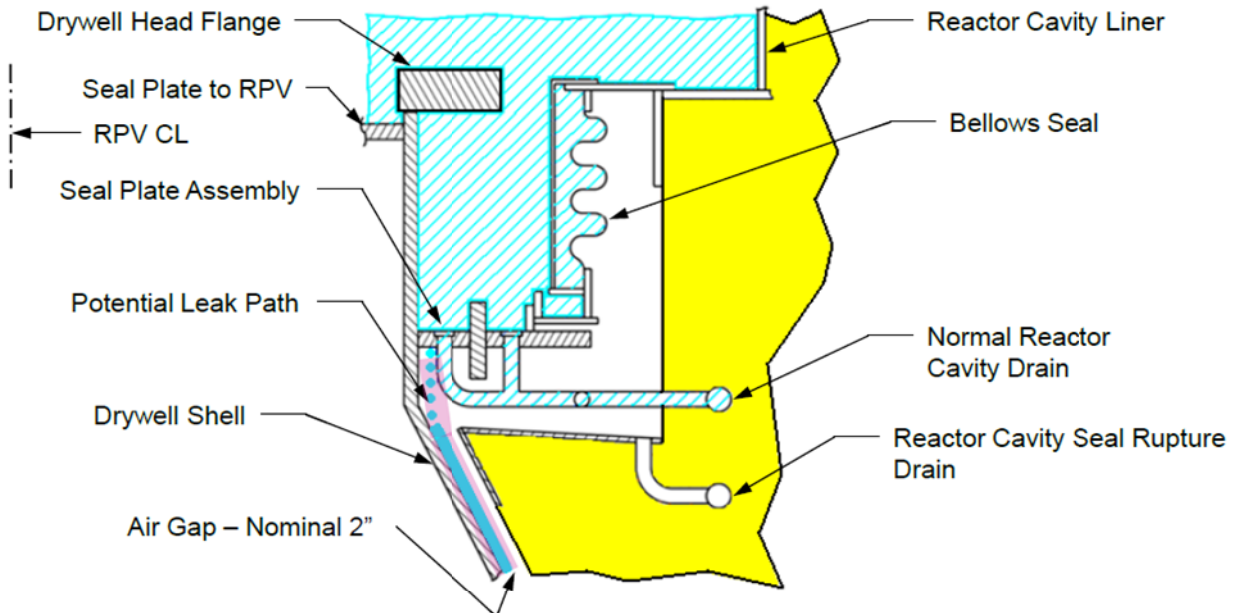 Drywell Head Flange
Reactor Cavity Liner
Seal Plate to RPV
RPV CL
Bellows Seal
Seal Plate Assembly
Potential Leak Path
Normal Reactor
Cavity Drain
Drywell Shell
Reactor Cavity Seal Rupture
Drain
Air Gap – Nominal 2”